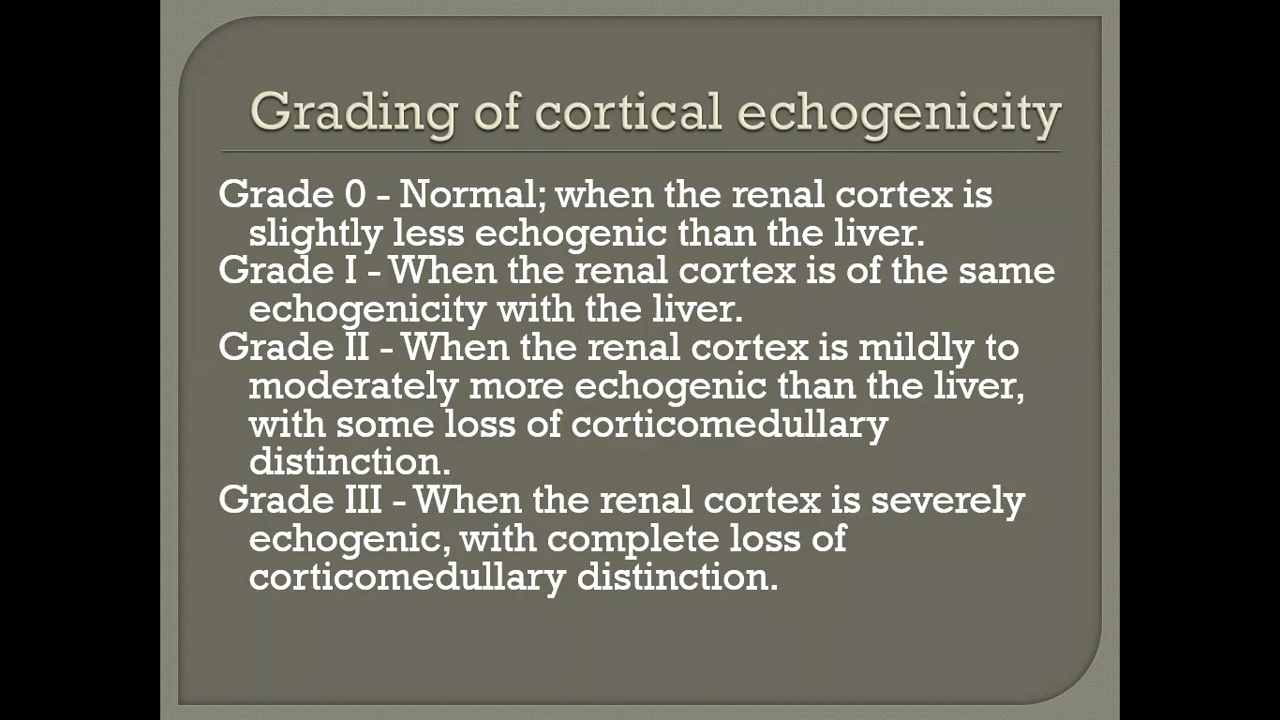 Grading of cortical echogenicity
Grade 0 - Normal; when the renal cortex is
slightly less echogenic than the liver.
Grade I - When the renal cortex is of the same
echogenicity with the liver.
Grade II - When the renal cortex is mildly to
moderately more echogenic than the liver,
with some loss of corticomedullary
distinction.
Grade III - When the renal cortex is severely
echogenic, with complete loss of
corticomedullary distinction.